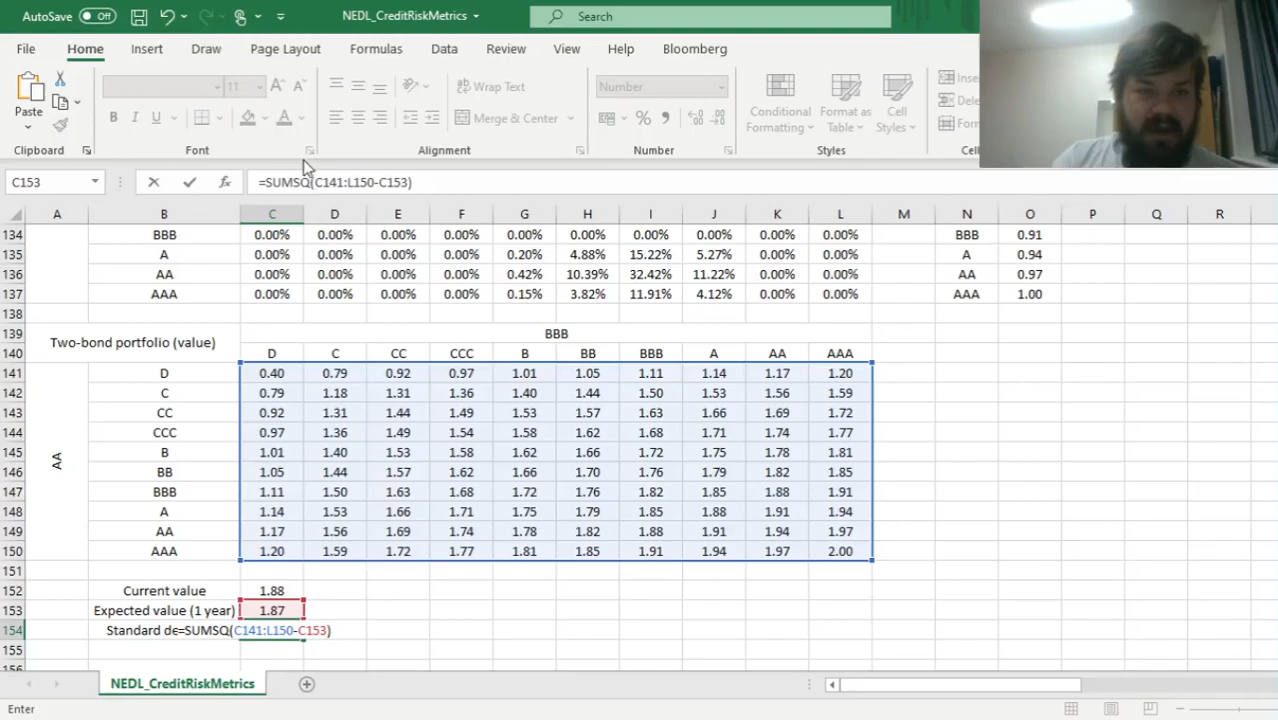 AutoSave Off NEDL_CreditRiskMetrics Search
File Home Insert Draw Page Layout Formulas Data Review View Help Bloomberg
Paste 11 A A Wrap Text Number Conditional Formatting Format as Table Cell Styles
B I U A Merge & Center % 9
Clipboard Font Alignment Number Styles
C153 fx =SUMSQ(C141:L150-C153)
A B C D E F G H I J K L M N O P Q R
134 BBB 0.00% 0.00% 0.00% 0.00% 0.00% 0.00% 0.00% 0.00% 0.00% 0.00% BBB 0.91
135 A 0.00% 0.00% 0.00% 0.00% 0.20% 4.88% 15.22% 5.27% 0.00% 0.00% A 0.94
136 AA 0.00% 0.00% 0.00% 0.00% 0.42% 10.39% 32.42% 11.22% 0.00% 0.00% AA 0.97
137 AAA 0.00% 0.00% 0.00% 0.00% 0.15% 3.82% 11.91% 4.12% 0.00% 0.00% AAA 1.00
138
139 Two-bond portfolio (value) BBB
140 D C CC CCC B BB BBB A AA AAA
141 D 0.40 0.79 0.92 0.97 1.01 1.05 1.11 1.14 1.17 1.20
142 C 0.79 1.18 1.31 1.36 1.40 1.44 1.50 1.53 1.56 1.59
143 CC 0.92 1.31 1.44 1.49 1.53 1.57 1.63 1.66 1.69 1.72
144 CCC 0.97 1.36 1.49 1.54 1.58 1.62 1.68 1.71 1.74 1.77
145 AA B 1.01 1.40 1.53 1.58 1.62 1.66 1.72 1.75 1.78 1.81
146 BB 1.05 1.44 1.57 1.62 1.66 1.70 1.76 1.79 1.82 1.85
147 BBB 1.11 1.50 1.63 1.68 1.72 1.76 1.82 1.85 1.88 1.91
148 A 1.14 1.53 1.66 1.71 1.75 1.79 1.85 1.88 1.91 1.94
149 AA 1.17 1.56 1.69 1.74 1.78 1.82 1.88 1.91 1.94 1.97
150 AAA 1.20 1.59 1.72 1.77 1.81 1.85 1.91 1.94 1.97 2.00
151
152 Current value 1.88
153 Expected value (1 year) 1.87
154 Standard de=SUMSQ(C141:L150-C153)
155
156
NEDL_CreditRiskMetrics
Enter